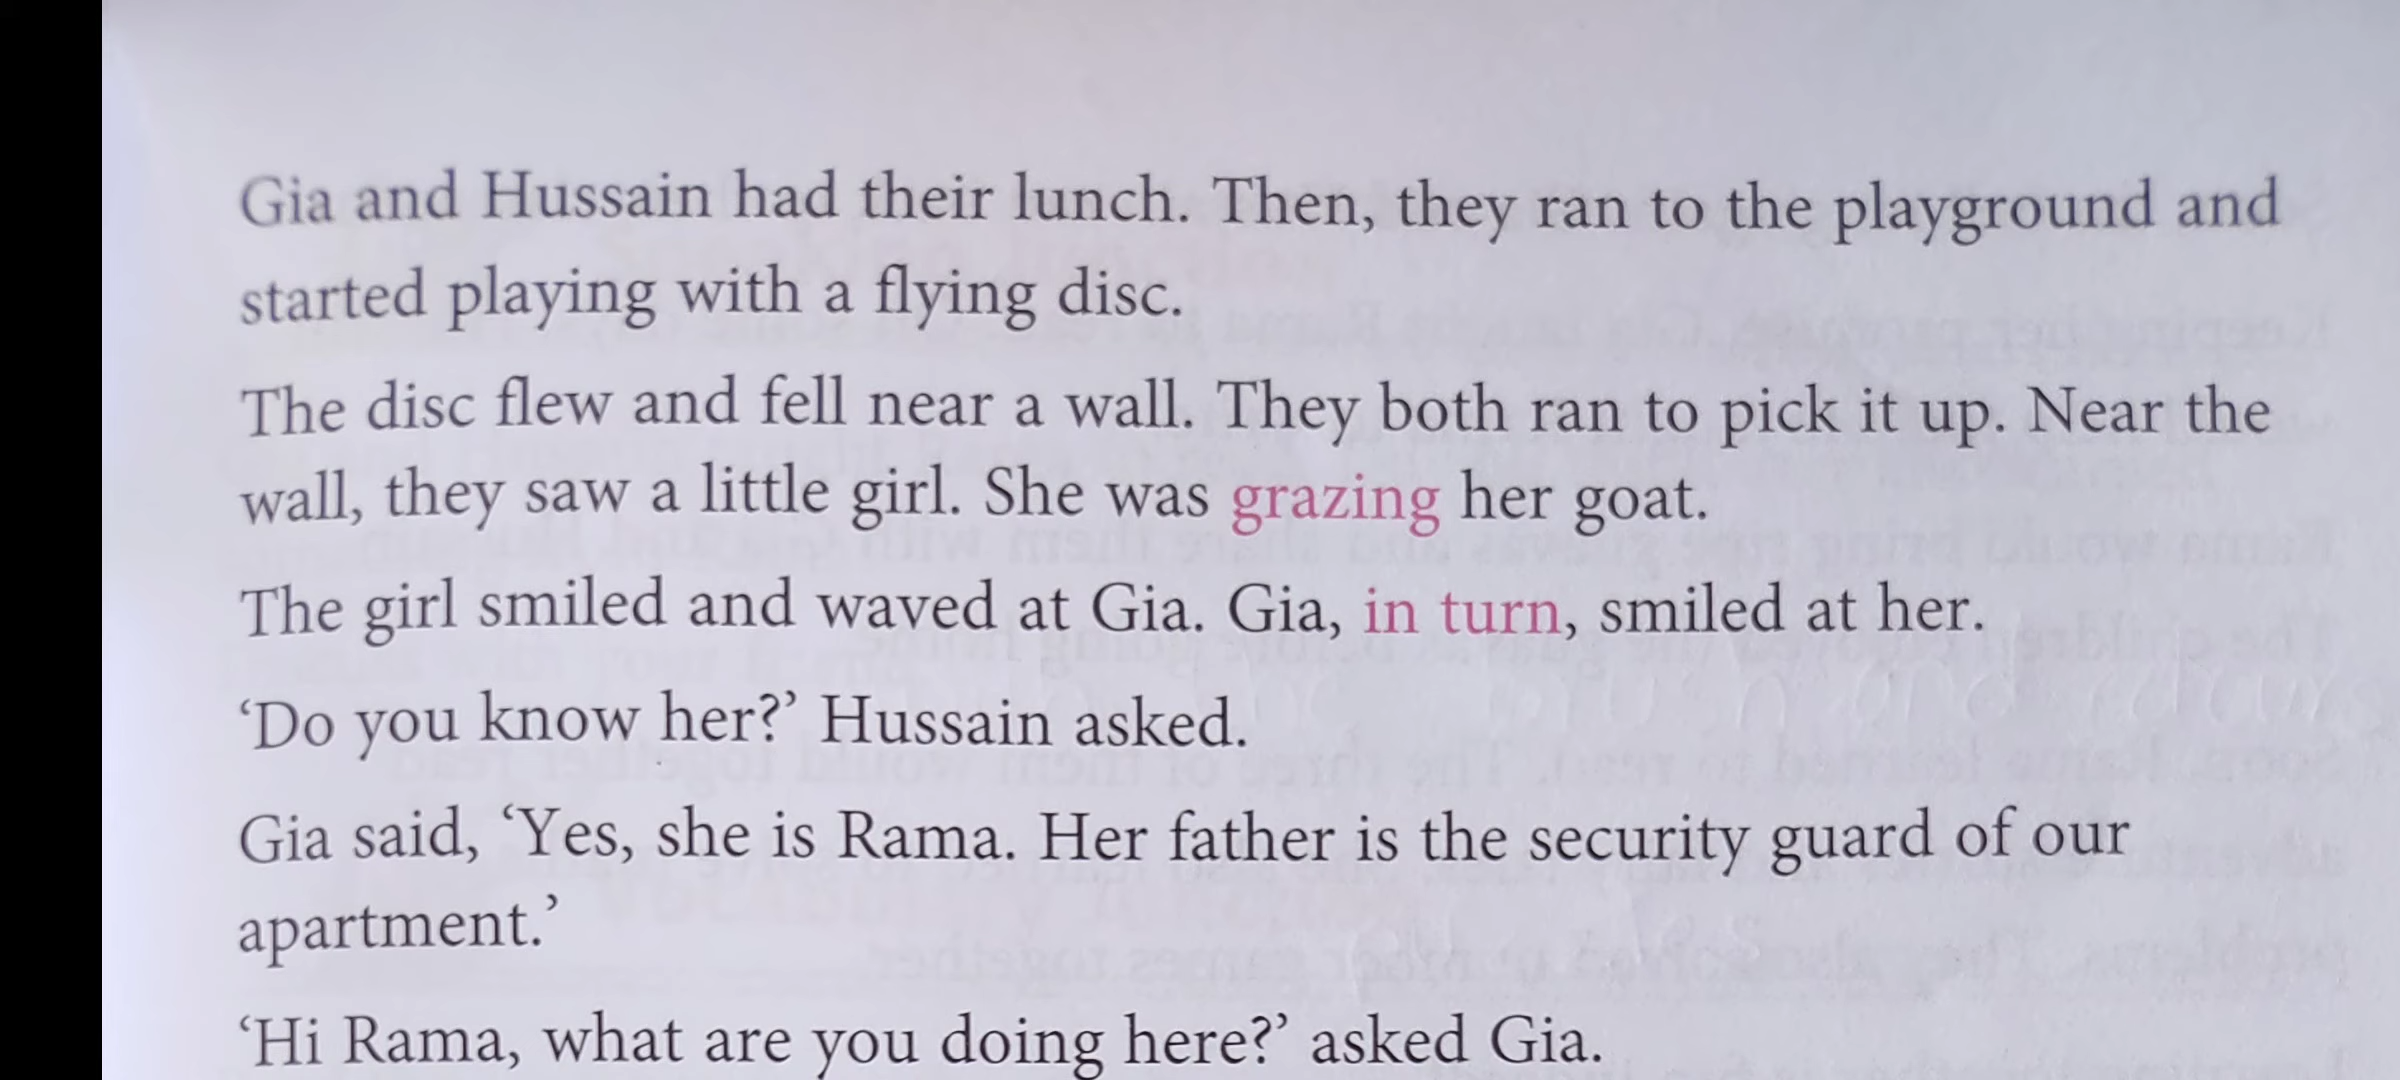 Gia and Hussain had their lunch. Then, they ran to the playground and
started playing with a flying disc.
The disc flew and fell near a wall. They both ran to pick it up. Near the
wall, they saw a little girl. She was grazing her goat.
The girl smiled and waved at Gia. Gia, in turn, smiled at her.
‘Do you know her?’ Hussain asked.
Gia said, ‘Yes, she is Rama. Her father is the security guard of our
apartment.’
‘Hi Rama, what are you doing here?’ asked Gia.